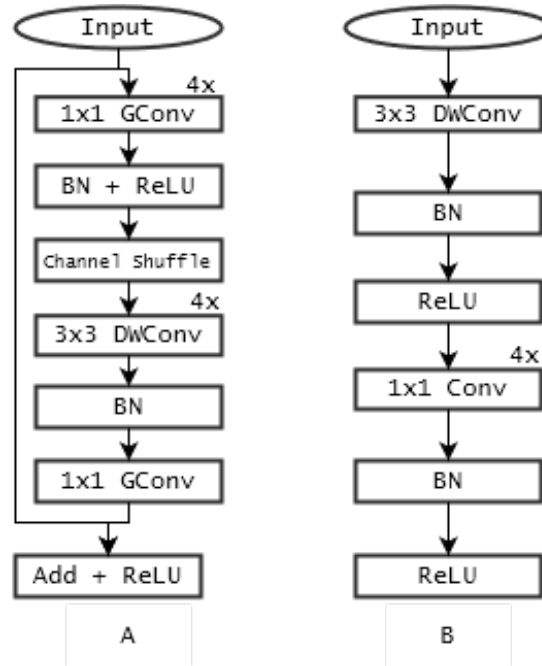 Input
4x
1x1 GConv
BN + ReLU
Channel Shuffle
4x
3x3 DWConv
BN
1x1 GConv
Add + ReLU
A
Input
3x3 DWConv
BN
ReLU
4x
1x1 Conv
BN
ReLU
B